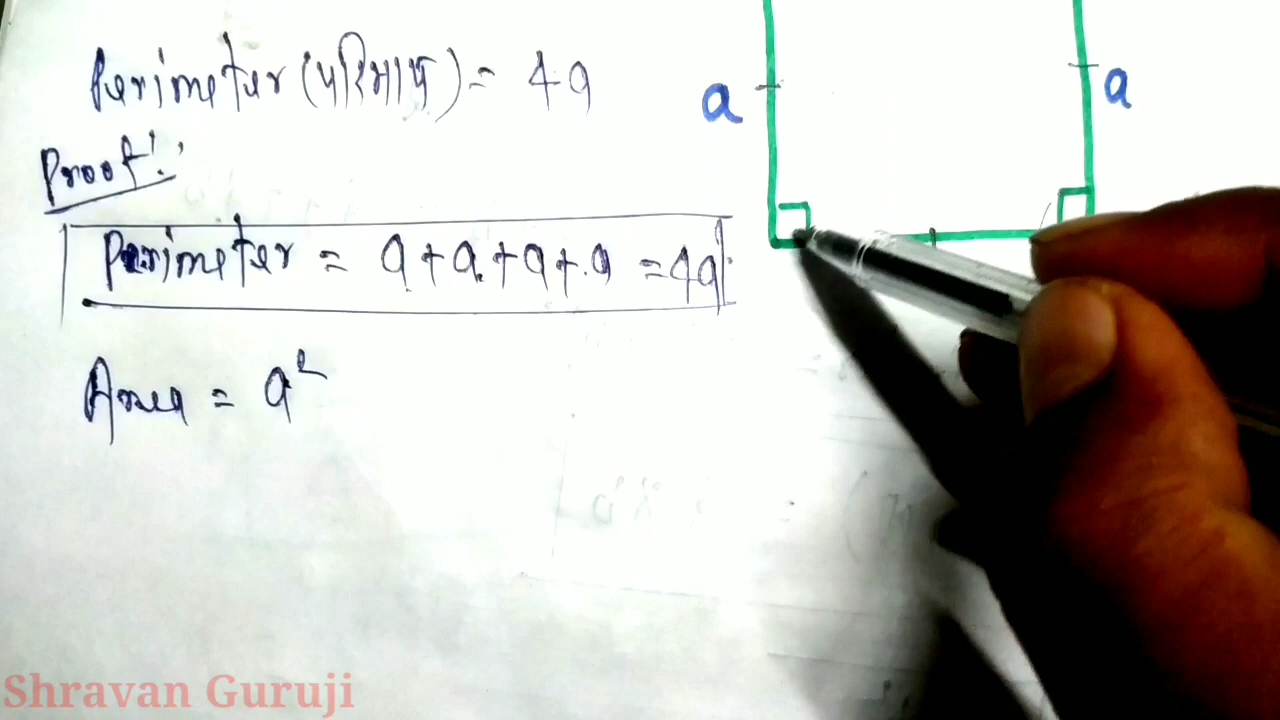 Perimeter (परिमाप) = 4a
a
a
Proof:
Perimeter = a + a + a + a = 4a
Area = a²
Shravan Guruji